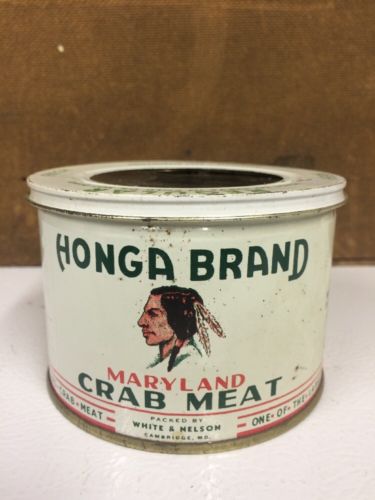 HONGA BRAND
MARYLAND
CRAB MEAT
PACKED BY
WHITE & NELSON
CAMBRIDGE, MD.
CRAB • MEAT
ONE • OF • THE